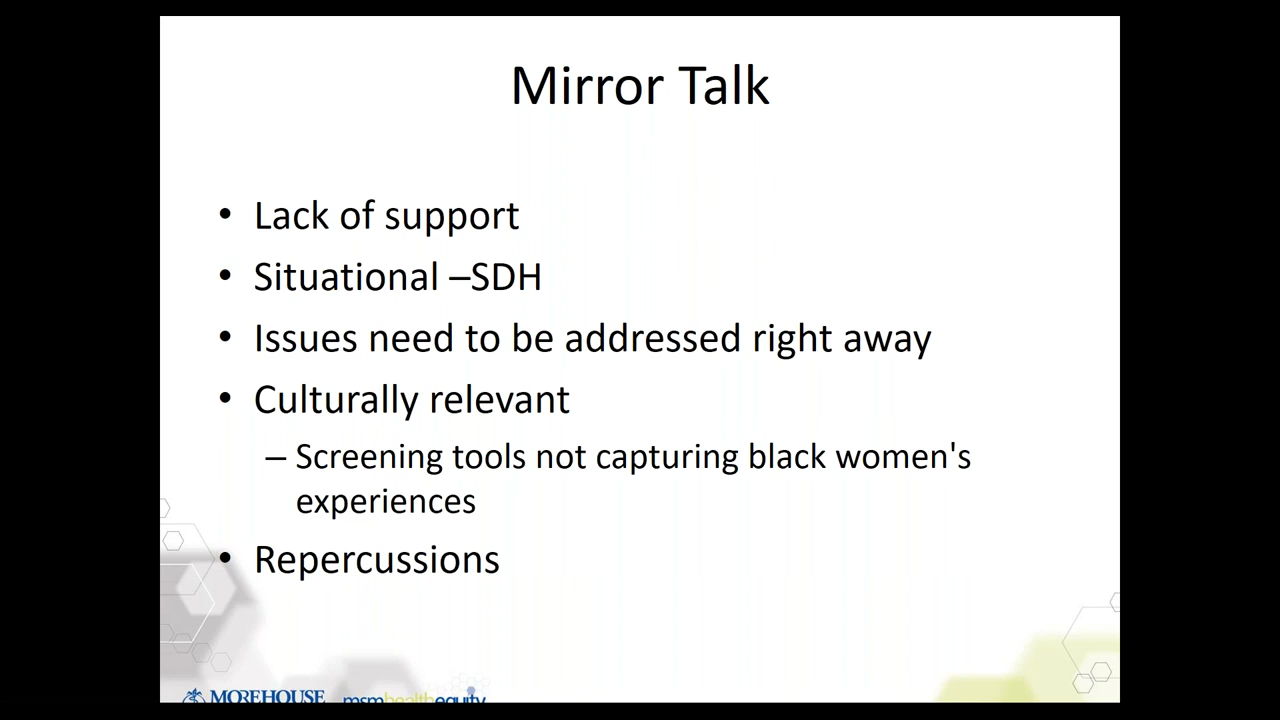 Mirror Talk
• Lack of support
• Situational –SDH
• Issues need to be addressed right away
• Culturally relevant
– Screening tools not capturing black women's
experiences
• Repercussions
MOREHOUSE msmhealthequity